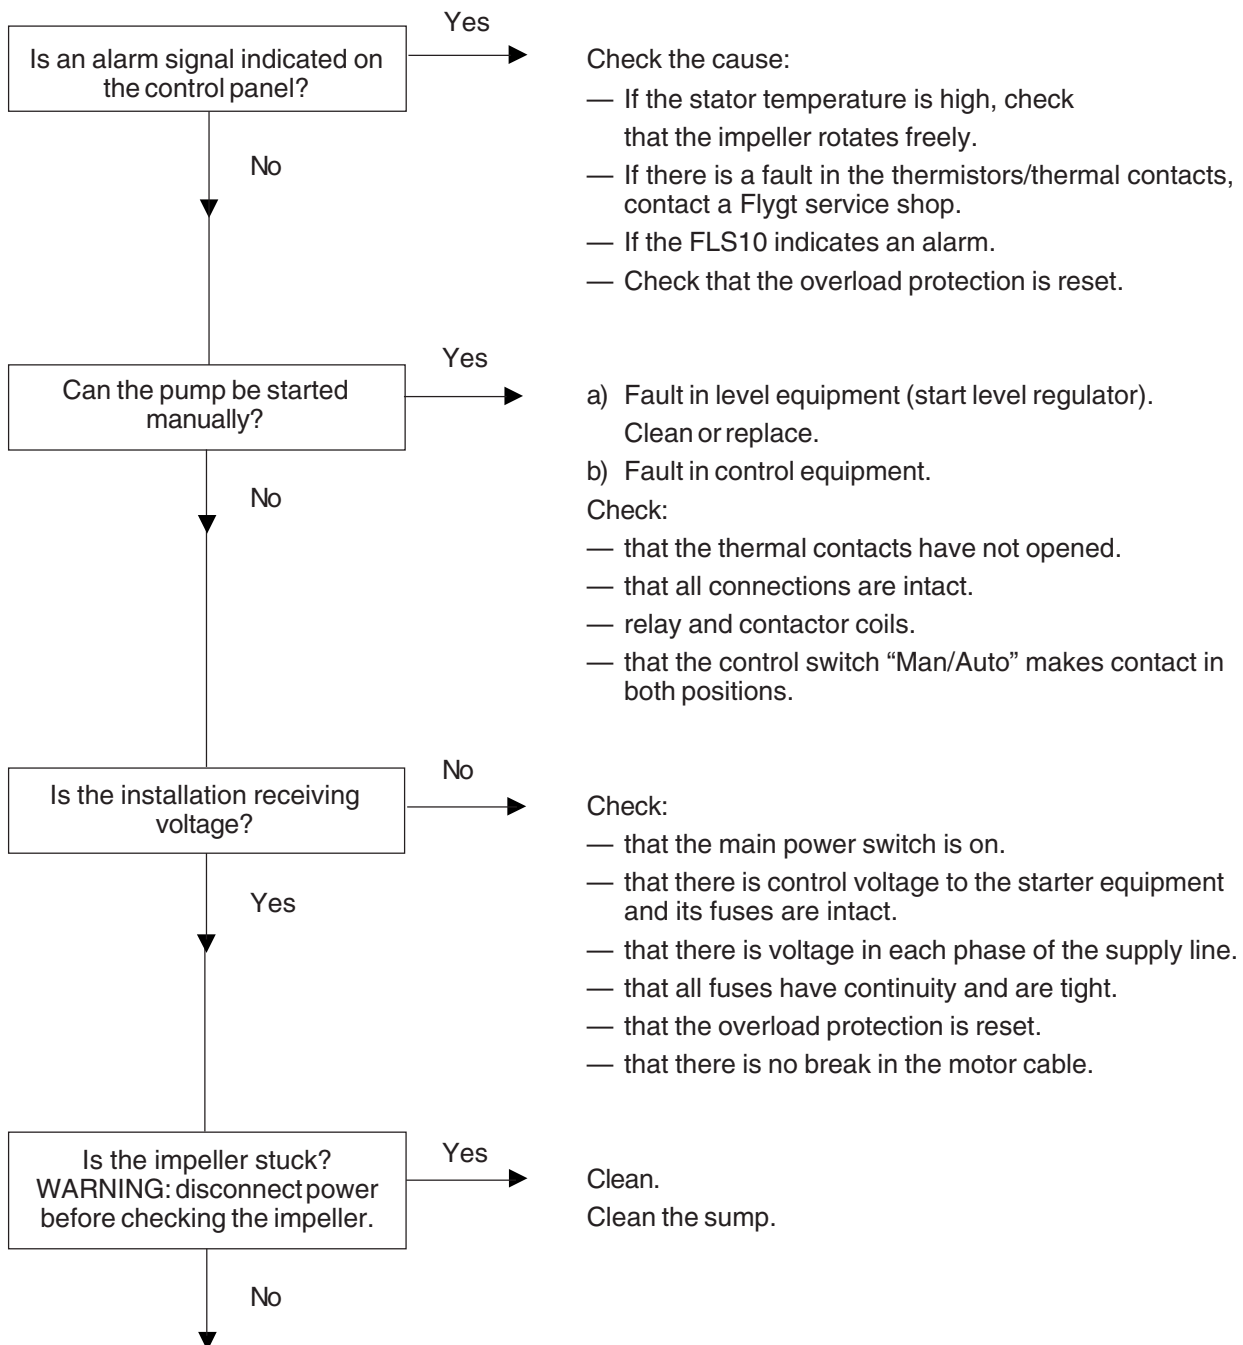 Yes
Is an alarm signal indicated on
the control panel?
Check the cause:
— If the stator temperature is high, check
that the impeller rotates freely.
— If there is a fault in the thermistors/thermal contacts,
contact a Flygt service shop.
— If the FLS10 indicates an alarm.
— Check that the overload protection is reset.
No
Yes
Can the pump be started
manually?
a) Fault in level equipment (start level regulator).
Clean or replace.
b) Fault in control equipment.
Check:
— that the thermal contacts have not opened.
— that all connections are intact.
— relay and contactor coils.
— that the control switch “Man/Auto” makes contact in
both positions.
No
No
Is the installation receiving
voltage?
Check:
— that the main power switch is on.
— that there is control voltage to the starter equipment
and its fuses are intact.
— that there is voltage in each phase of the supply line.
— that all fuses have continuity and are tight.
— that the overload protection is reset.
— that there is no break in the motor cable.
Yes
Yes
Is the impeller stuck?
WARNING: disconnect power
before checking the impeller.
Clean.
Clean the sump.
No